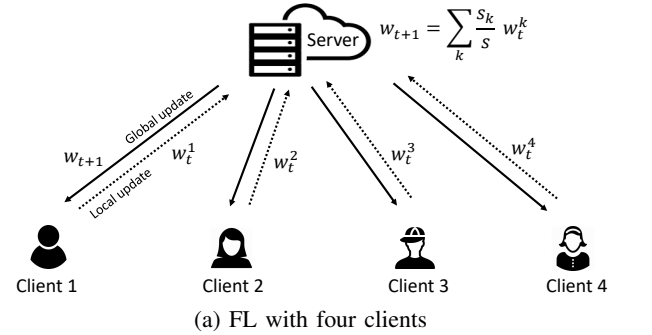 Server
w_{t+1} = \sum_k \frac{s_k}{s} w_t^k
Global update
w_{t+1}
w_t^1
Local update
w_t^2
w_t^3
w_t^4
Client 1
Client 2
Client 3
Client 4
(a) FL with four clients